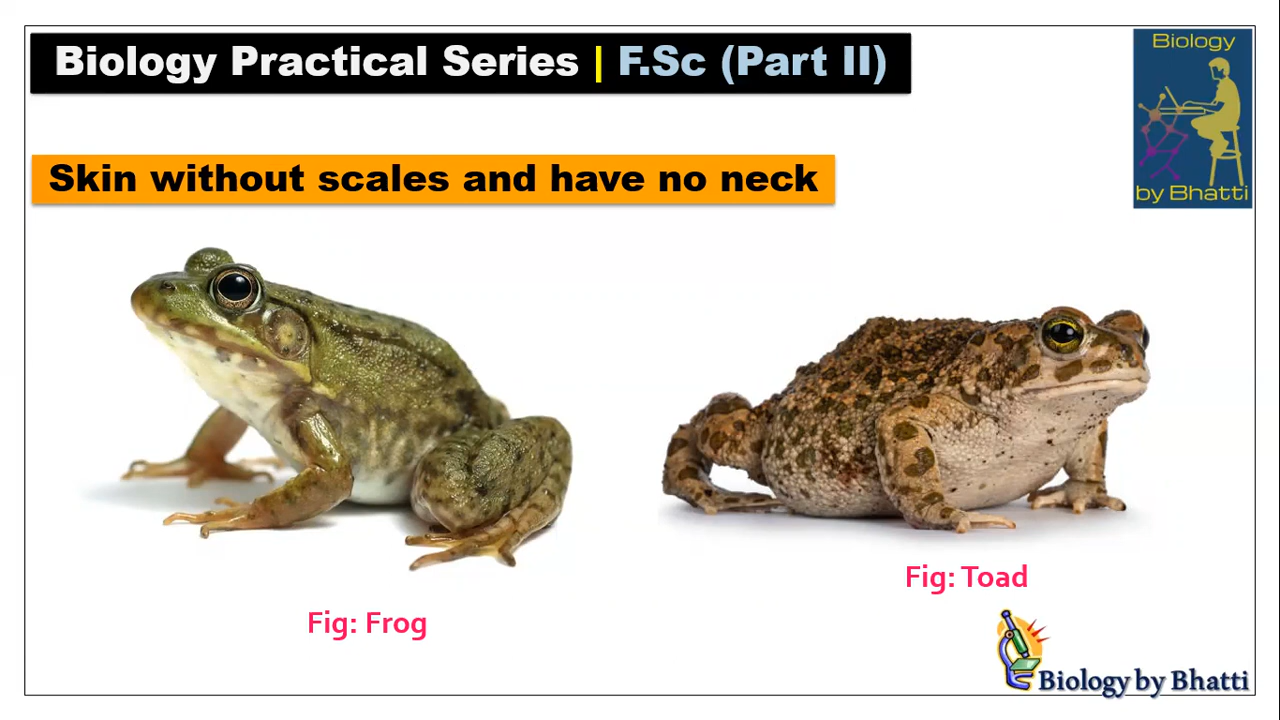 Biology Practical Series | F.Sc (Part II)
Biology
by Bhatti
Skin without scales and have no neck
Fig: Toad
Fig: Frog
Biology by Bhatti